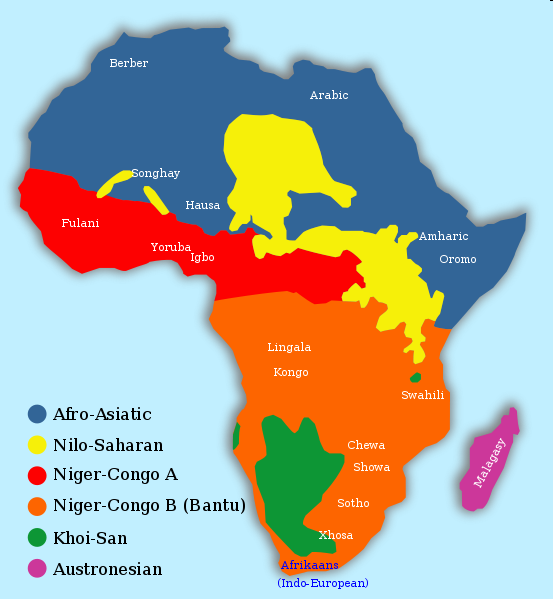 Berber
Arabic
Songhay
Hausa
Fulani
Amharic
Yoruba
Igbo
Oromo
Lingala
Kongo
Swahili
Afro-Asiatic
Nilo-Saharan
Chewa
Malagasy
Showa
Niger-Congo A
Niger-Congo B (Bantu)
Sotho
Khoi-San
Xhosa
Afrikaans
Austronesian
(Indo-European)